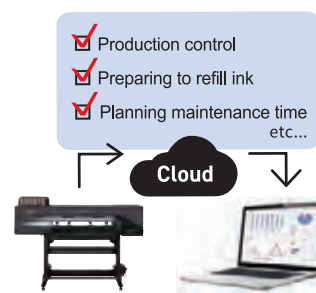 Production control
Preparing to refill ink
Planning maintenance time
etc...
Cloud